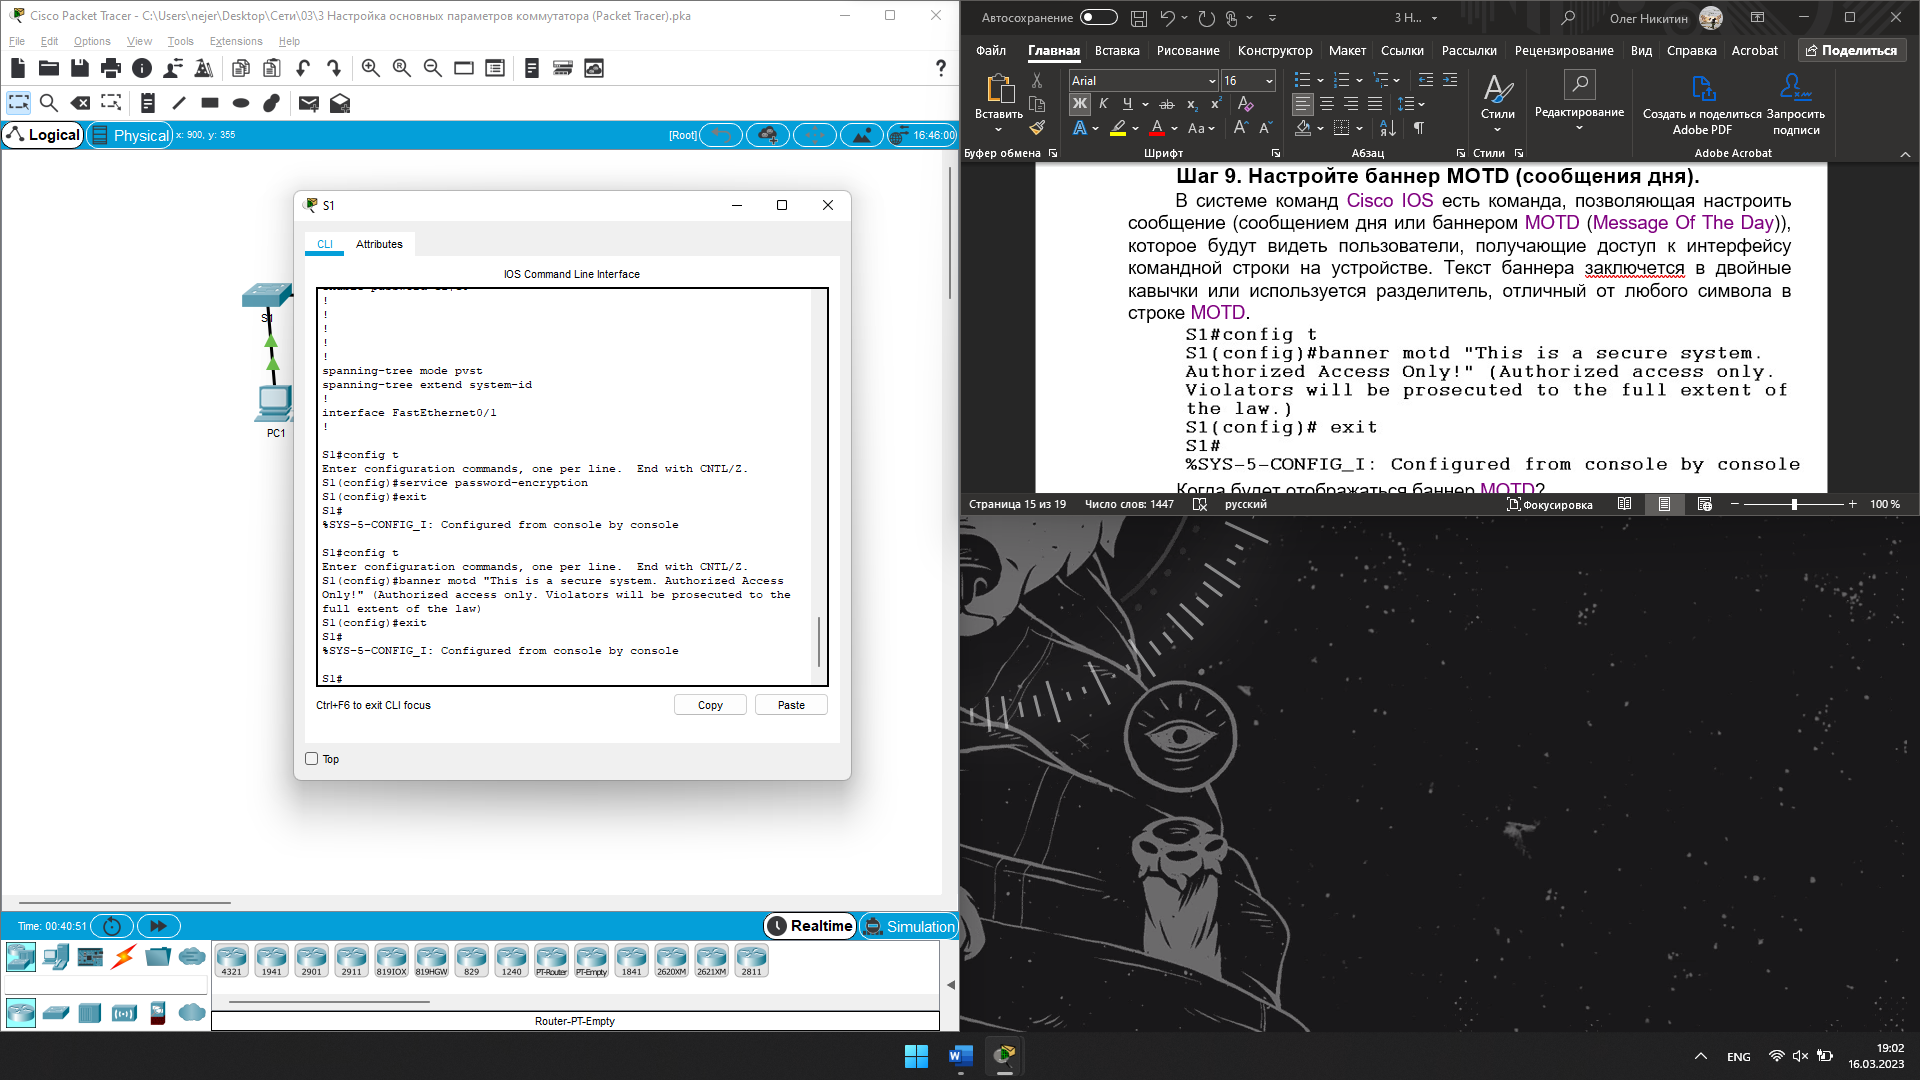 Cisco Packet Tracer - C:\Users\nejer\Desktop\Сети\03\3 Настройка основных параметров коммутатора (Packet Tracer).pka
File Edit Options View Tools Extensions Help
Logical
Physical
x: 900, y: 355
[Root]
16:46:00
S1
PC1
S1
CLI
Attributes
IOS Command Line Interface
!
!
!
!
!
spanning-tree mode pvst
spanning-tree extend system-id
!
interface FastEthernet0/1
!
S1#config t
Enter configuration commands, one per line. End with CNTL/Z.
S1(config)#service password-encryption
S1(config)#exit
S1#
%SYS-5-CONFIG_I: Configured from console by console
S1#config t
Enter configuration commands, one per line. End with CNTL/Z.
S1(config)#banner motd "This is a secure system. Authorized Access
Only!" (Authorized access only. Violators will be prosecuted to the
full extent of the law)
S1(config)#exit
S1#
%SYS-5-CONFIG_I: Configured from console by console
S1#
Ctrl+F6 to exit CLI focus
Copy
Paste
Top
Time: 00:40:51
Realtime
Simulation
4321 1941 2901 2911 819IOX 819HGW 829 1240 PT-Router PT-Empty 1841 2620XM 2621XM 2811
Router-PT-Empty
Автосохранение
3 Н...
Олег Никитин
Файл Главная Вставка Рисование Конструктор Макет Ссылки Рассылки Рецензирование Вид Справка Acrobat
Поделиться
Вставить
Буфер обмена
Arial
16
Ж К Ч ab x₂ x²
Aa
Шрифт
Абзац
Стили
Стили
Редактирование
Создать и поделиться
Adobe PDF
Запросить
подписи
Adobe Acrobat
Шаг 9. Настройте баннер MOTD (сообщения дня).
В системе команд Cisco IOS есть команда, позволяющая настроить
сообщение (сообщением дня или баннером MOTD (Message Of The Day)),
которое будут видеть пользователи, получающие доступ к интерфейсу
командной строки на устройстве. Текст баннера заключется в двойные
кавычки или используется разделитель, отличный от любого символа в
строке MOTD.
S1#config t
S1(config)#banner motd "This is a secure system.
Authorized Access Only!" (Authorized access only.
Violators will be prosecuted to the full extent of
the law.)
S1(config)# exit
S1#
%SYS-5-CONFIG_I: Configured from console by console
Когда будет отображаться баннер MOTD?
Страница 15 из 19
Число слов: 1447
русский
Фокусировка
100 %
ENG
19:02
16.03.2023